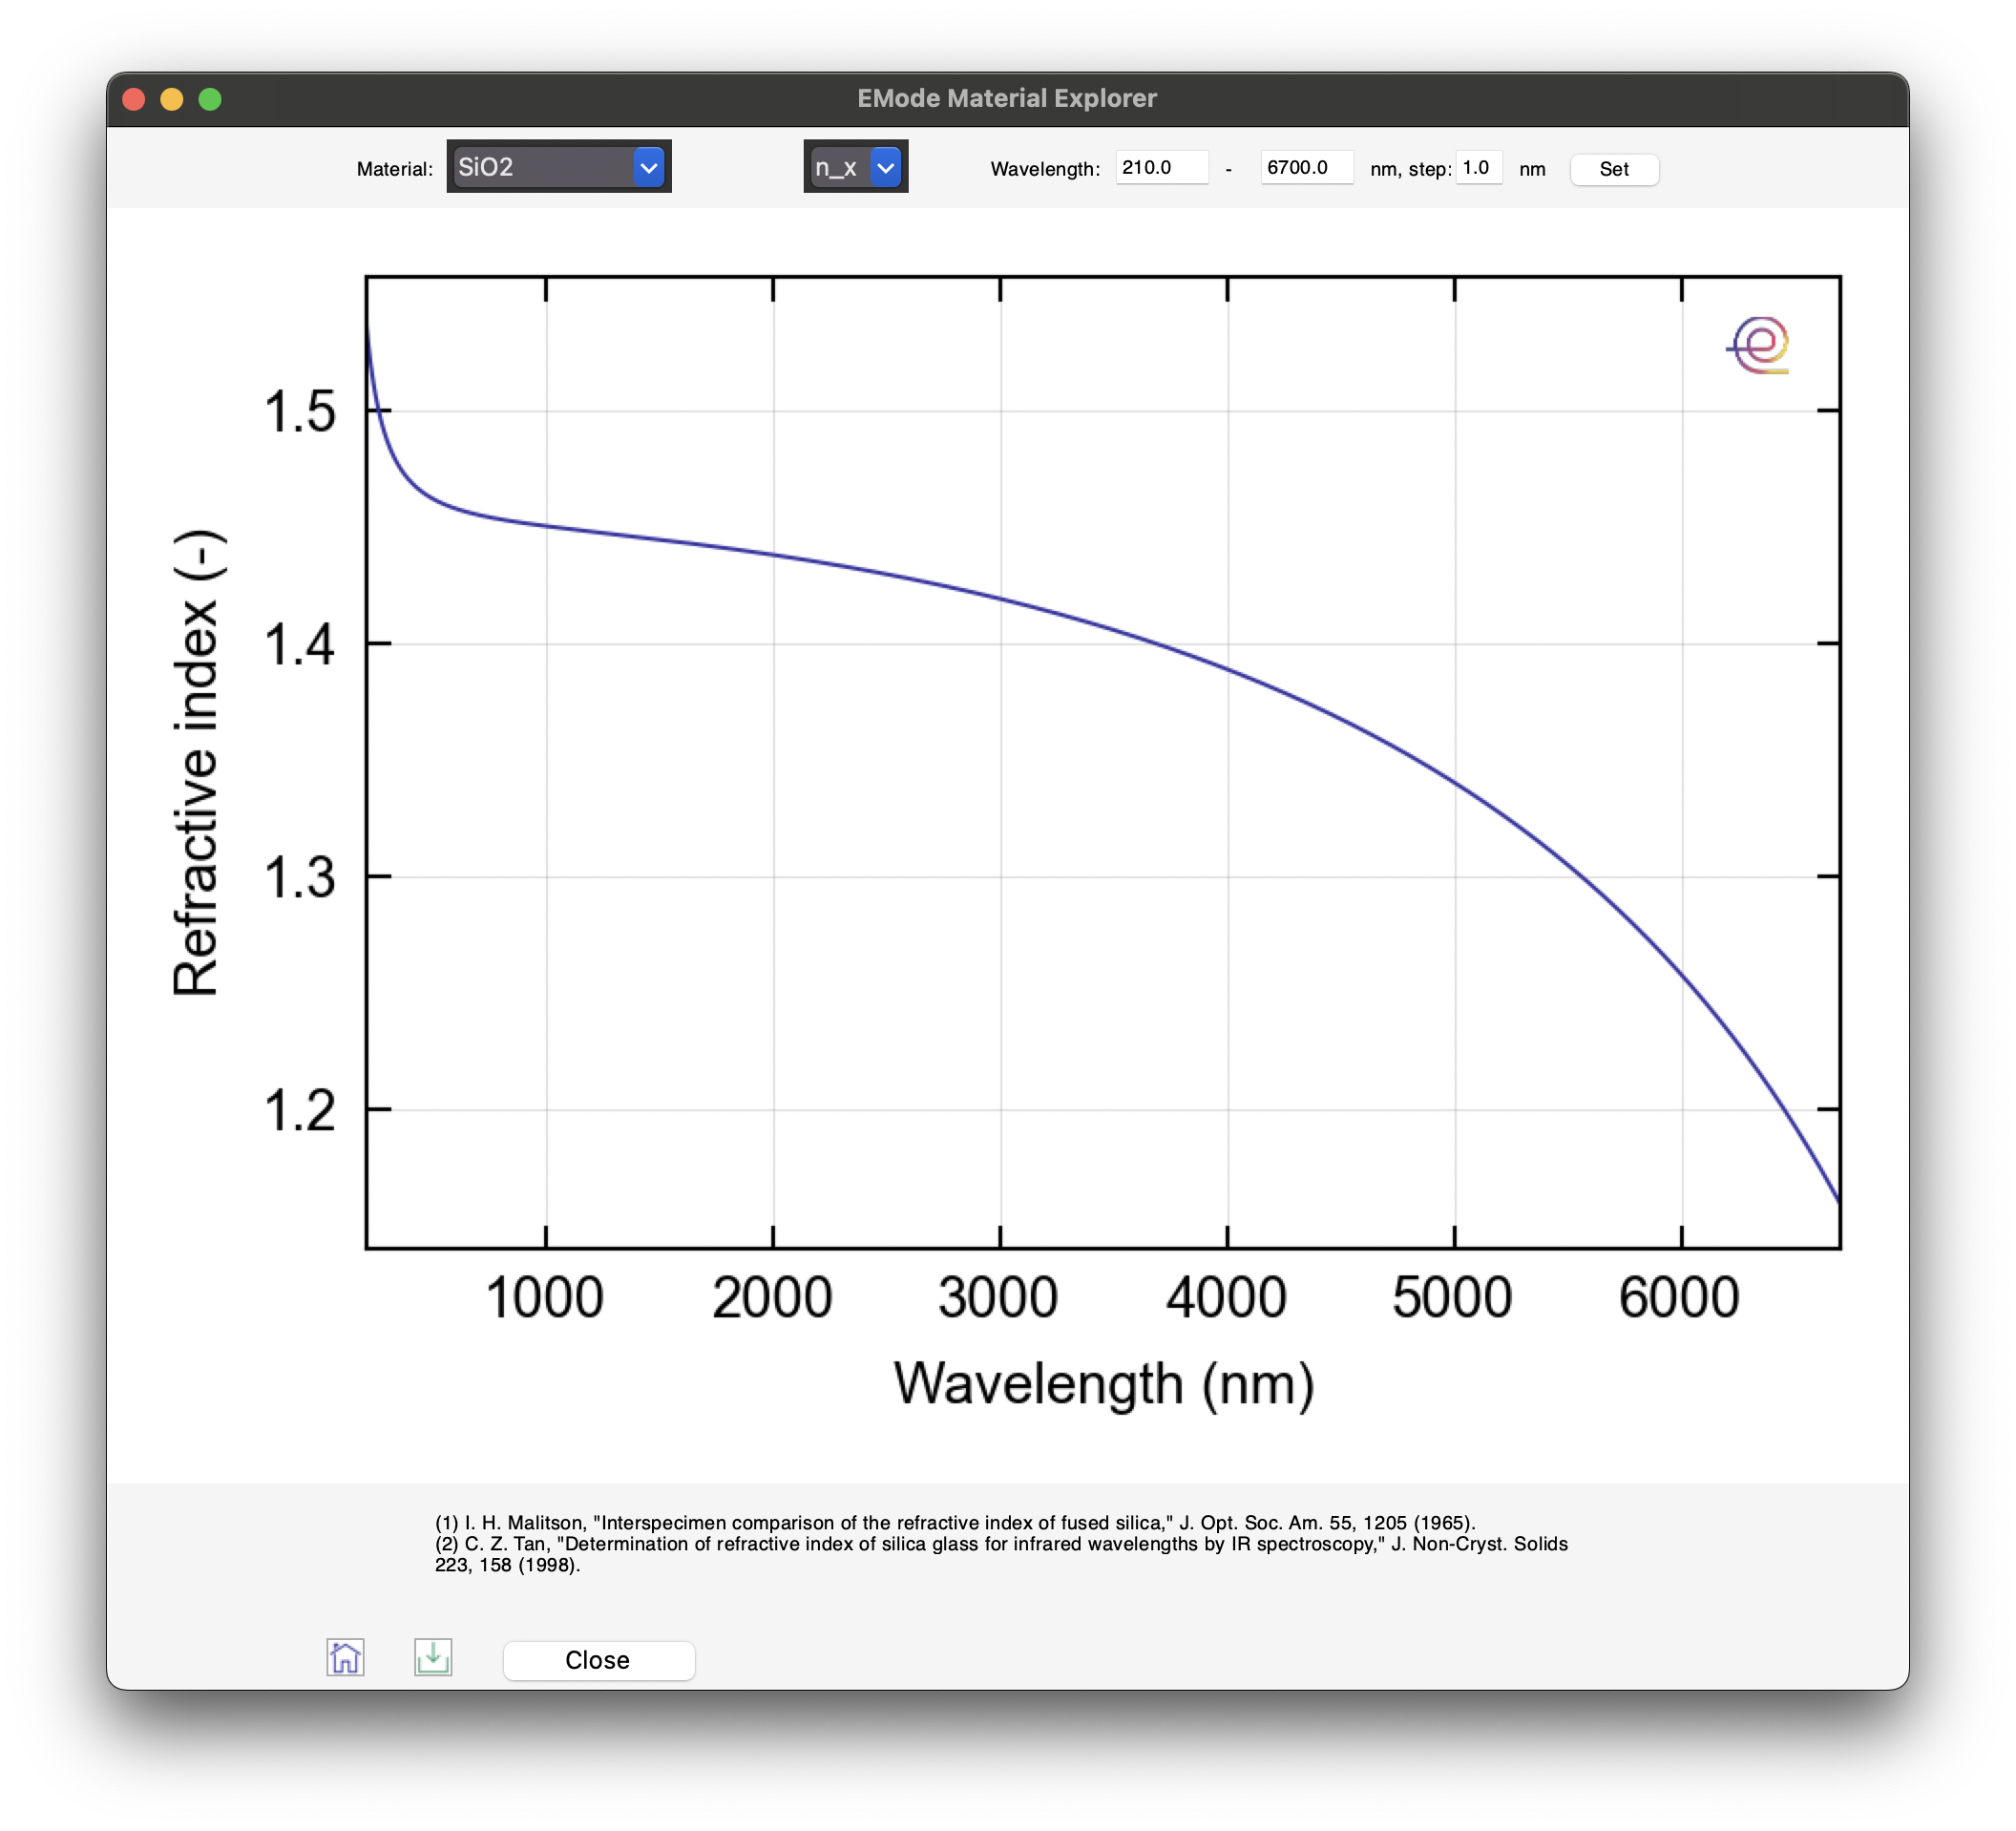 EMode Material Explorer
Material: SiO2 n_x Wavelength: 210.0 - 6700.0 nm, step: 1.0 nm Set
Refractive index (-)
1.5
1.4
1.3
1.2
1000 2000 3000 4000 5000 6000
Wavelength (nm)
(1) I. H. Malitson, "Interspecimen comparison of the refractive index of fused silica," J. Opt. Soc. Am. 55, 1205 (1965).
(2) C. Z. Tan, "Determination of refractive index of silica glass for infrared wavelengths by IR spectroscopy," J. Non-Cryst. Solids
223, 158 (1998).
Close